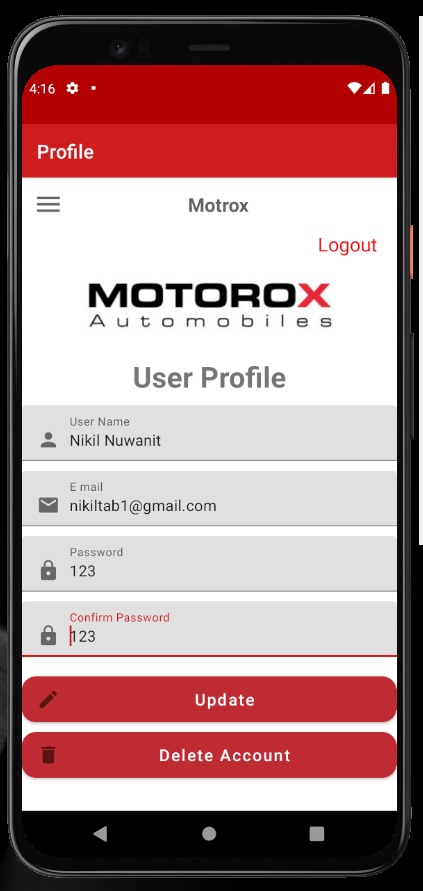 4:16
Profile
Motrox
Logout
MOTOROX
Automobiles
User Profile
User Name
Nikil Nuwanit
E mail
nikiltab1@gmail.com
Password
123
Confirm Password
123
Update
Delete Account